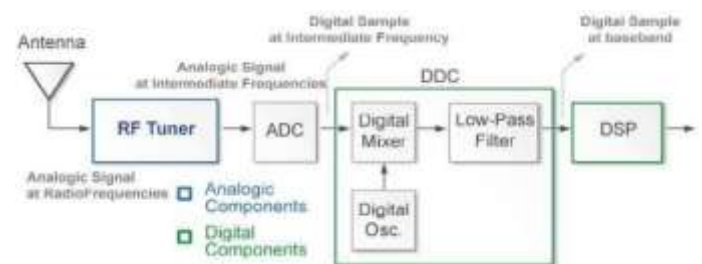 Antenna
Digital Sample
at Intermediate Frequency
Digital Sample
at baseband
Analogic Signal
at Intermediate Frequencies
DDC
RF Tuner
ADC
Digital
Mixer
Low-Pass
Filter
DSP
Analogic Signal
at RadioFrequencies
Analogic
Components
Digital
Osc.
Digital
Components